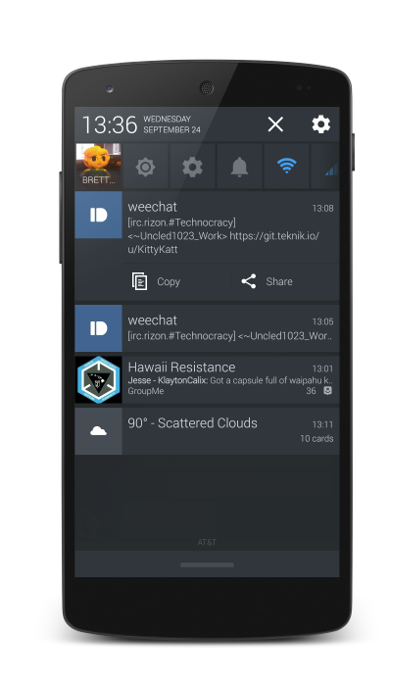 13:36
WEDNESDAY
SEPTEMBER 24
BRETT...
weechat
13:08
[irc.rizon.#Technocracy]
<~Uncled1023_Work> https://git.teknik.io/
u/KittyKatt
Copy
Share
weechat
13:05
[irc.rizon.#Technocracy] <~Uncled1023_Wor..
Hawaii Resistance
13:01
Jesse - KlaytonCalix: Got a capsule full of waipahu k..
GroupMe
36
90° - Scattered Clouds
13:11
10 cards
AT&T